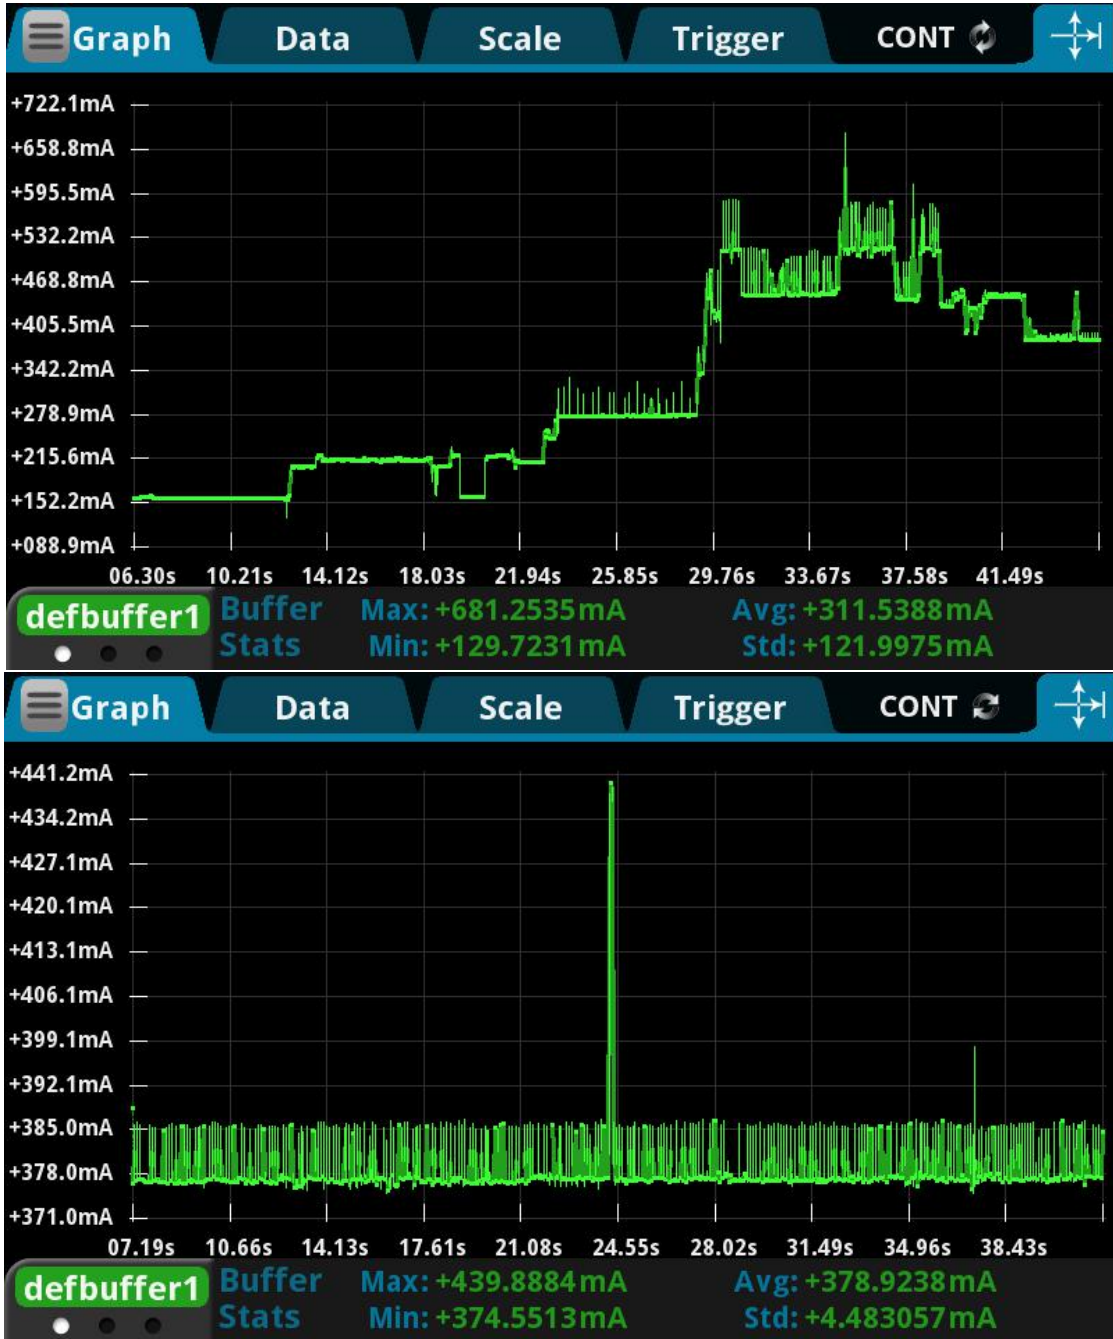 Graph Data Scale Trigger CONT
+722.1mA
+658.8mA
+595.5mA
+532.2mA
+468.8mA
+405.5mA
+342.2mA
+278.9mA
+215.6mA
+152.2mA
+088.9mA
06.30s 10.21s 14.12s 18.03s 21.94s 25.85s 29.76s 33.67s 37.58s 41.49s
defbuffer1 Buffer Stats Max: +681.2535mA Avg: +311.5388mA
Min: +129.7231mA Std: +121.9975mA
Graph Data Scale Trigger CONT
+441.2mA
+434.2mA
+427.1mA
+420.1mA
+413.1mA
+406.1mA
+399.1mA
+392.1mA
+385.0mA
+378.0mA
+371.0mA
07.19s 10.66s 14.13s 17.61s 21.08s 24.55s 28.02s 31.49s 34.96s 38.43s
defbuffer1 Buffer Stats Max: +439.8884mA Avg: +378.9238mA
Min: +374.5513mA Std: +4.483057mA